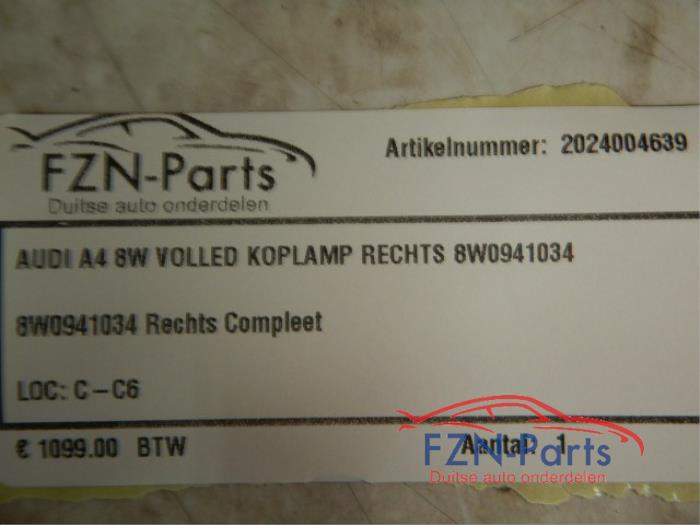 FZN-Parts
Duitse auto onderdelen
Artikelnummer: 2024004639
AUDI A4 8W VOLLED KOPLAMP RECHTS 8W0941034
8W0941034 Rechts Compleet
LOC: C-C6
€ 1099.00 BTW
Aantal: 1
FZN-Parts
Duitse auto onderdelen